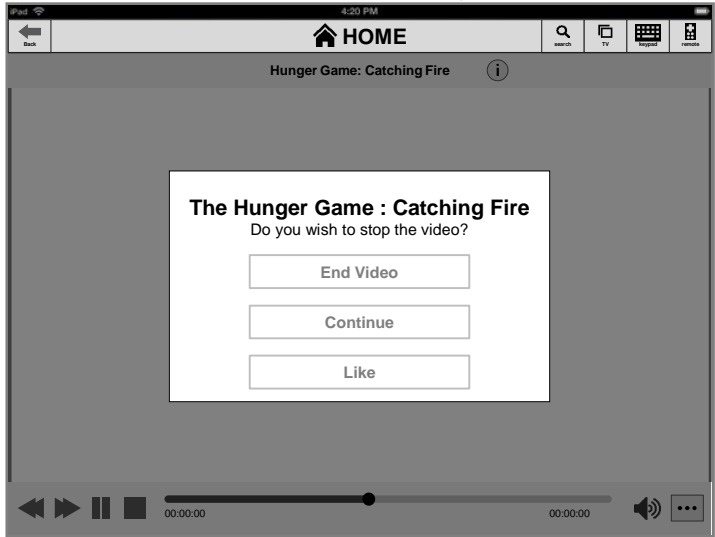 iPad 4:20 PM
Back HOME search TV keypad remote
Hunger Game: Catching Fire i
The Hunger Game : Catching Fire
Do you wish to stop the video?
End Video
Continue
Like
00:00:00 00:00:00